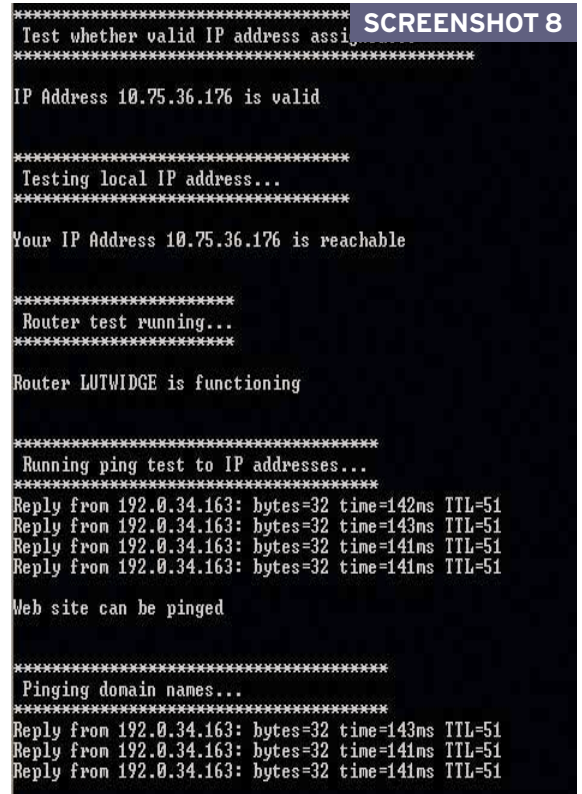 SCREENSHOT 8
************************************
Test whether valid IP address
************************************************
IP Address 10.75.36.176 is valid
***********************************
Testing local IP address...
***********************************
Your IP Address 10.75.36.176 is reachable
***********************
Router test running...
***********************
Router LUTWIDGE is functioning
**************************************
Running ping test to IP addresses...
**************************************
Reply from 192.0.34.163: bytes=32 time=142ms TTL=51
Reply from 192.0.34.163: bytes=32 time=143ms TTL=51
Reply from 192.0.34.163: bytes=32 time=141ms TTL=51
Reply from 192.0.34.163: bytes=32 time=141ms TTL=51
Web site can be pinged
***************************************
Pinging domain names...
***************************************
Reply from 192.0.34.163: bytes=32 time=143ms TTL=51
Reply from 192.0.34.163: bytes=32 time=141ms TTL=51
Reply from 192.0.34.163: bytes=32 time=141ms TTL=51